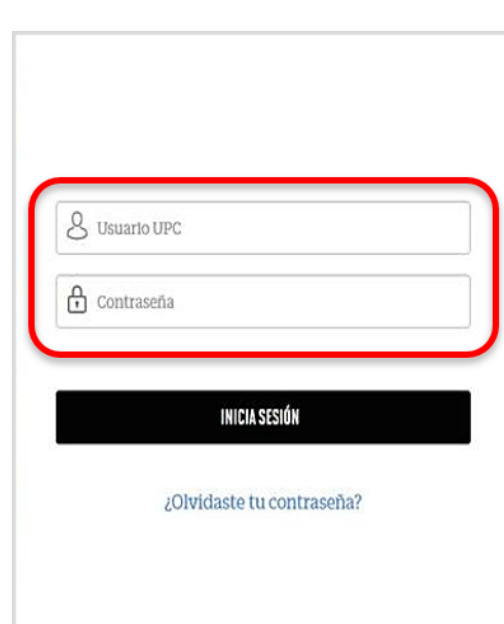 Usuario UPC
Contraseña
INICIA SESIÓN
¿Olvidaste tu contraseña?